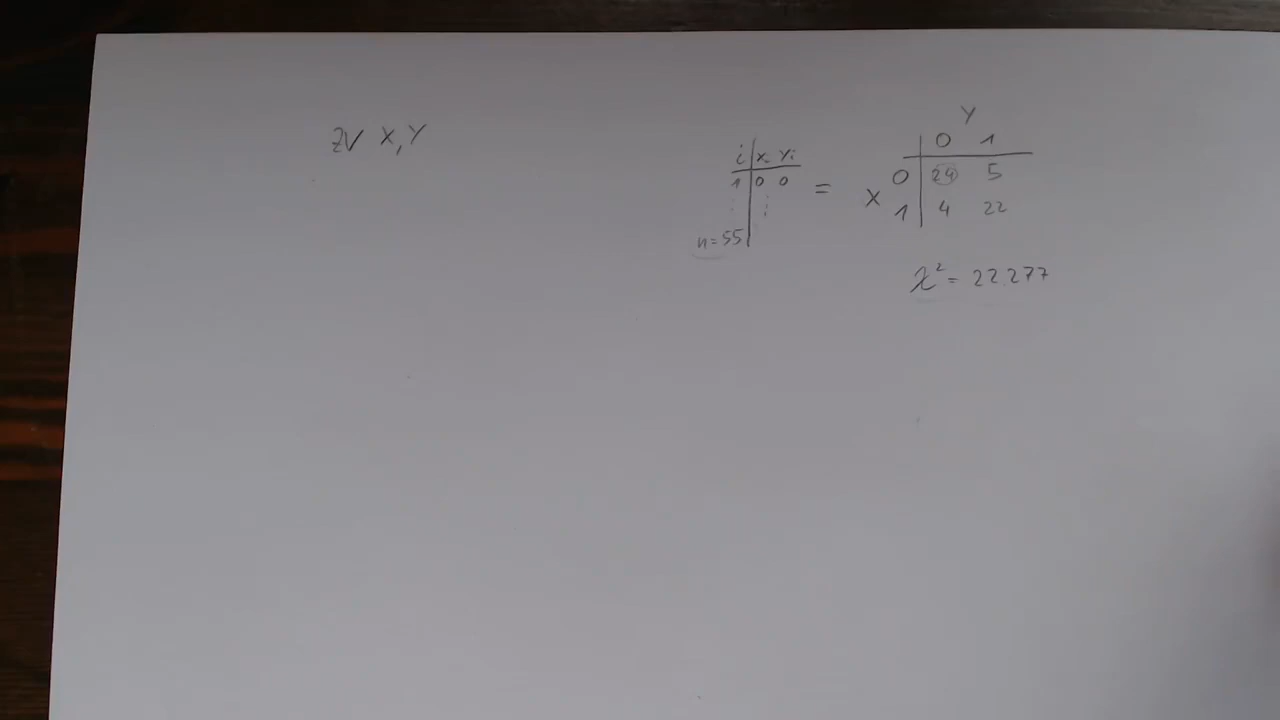 ZV X, Y
i xᵢ yᵢ
1 0 0
⋮ ⋮
n = 55
=
Y
0 1
X 0 24 5
1 4 22
χ² = 22.277